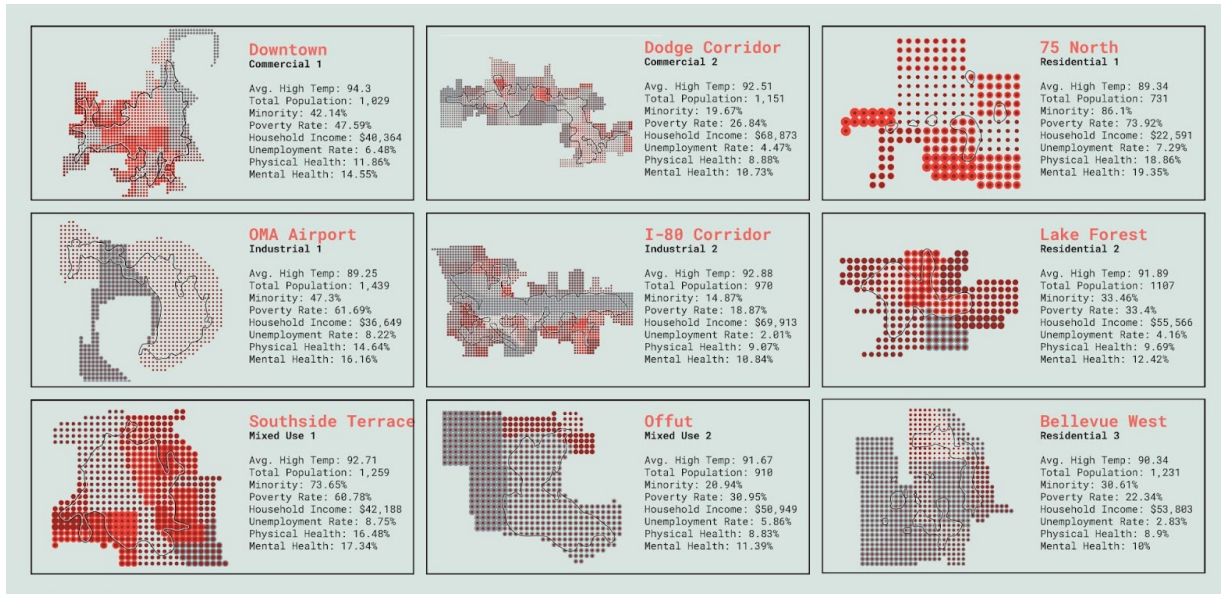 Downtown
Commercial 1
Avg. High Temp: 94.3
Total Population: 1,029
Minority: 42.14%
Poverty Rate: 47.59%
Household Income: $40,364
Unemployment Rate: 6.48%
Physical Health: 11.86%
Mental Health: 14.55%
Dodge Corridor
Commercial 2
Avg. High Temp: 92.51
Total Population: 1,151
Minority: 19.67%
Poverty Rate: 26.84%
Household Income: $68,873
Unemployment Rate: 4.47%
Physical Health: 8.88%
Mental Health: 10.73%
75 North
Residential 1
Avg. High Temp: 89.34
Total Population: 731
Minority: 86.1%
Poverty Rate: 73.92%
Household Income: $22,591
Unemployment Rate: 7.29%
Physical Health: 18.86%
Mental Health: 19.35%
OMA Airport
Industrial 1
Avg. High Temp: 89.25
Total Population: 1,439
Minority: 47.3%
Poverty Rate: 61.69%
Household Income: $36,649
Unemployment Rate: 8.22%
Physical Health: 14.64%
Mental Health: 16.16%
I-80 Corridor
Industrial 2
Avg. High Temp: 92.88
Total Population: 970
Minority: 14.87%
Poverty Rate: 18.87%
Household Income: $69,913
Unemployment Rate: 2.01%
Physical Health: 9.07%
Mental Health: 10.84%
Lake Forest
Residential 2
Avg. High Temp: 91.89
Total Population: 1107
Minority: 33.46%
Poverty Rate: 33.4%
Household Income: $55,566
Unemployment Rate: 4.16%
Physical Health: 9.69%
Mental Health: 12.42%
Southside Terrace
Mixed Use 1
Avg. High Temp: 92.71
Total Population: 1,259
Minority: 73.65%
Poverty Rate: 60.78%
Household Income: $42,188
Unemployment Rate: 8.75%
Physical Health: 16.48%
Mental Health: 17.34%
Offut
Mixed Use 2
Avg. High Temp: 91.67
Total Population: 910
Minority: 20.94%
Poverty Rate: 30.95%
Household Income: $50,949
Unemployment Rate: 5.86%
Physical Health: 8.83%
Mental Health: 11.39%
Bellevue West
Residential 3
Avg. High Temp: 90.34
Total Population: 1,231
Minority: 30.61%
Poverty Rate: 22.34%
Household Income: $53,803
Unemployment Rate: 2.83%
Physical Health: 8.9%
Mental Health: 10%